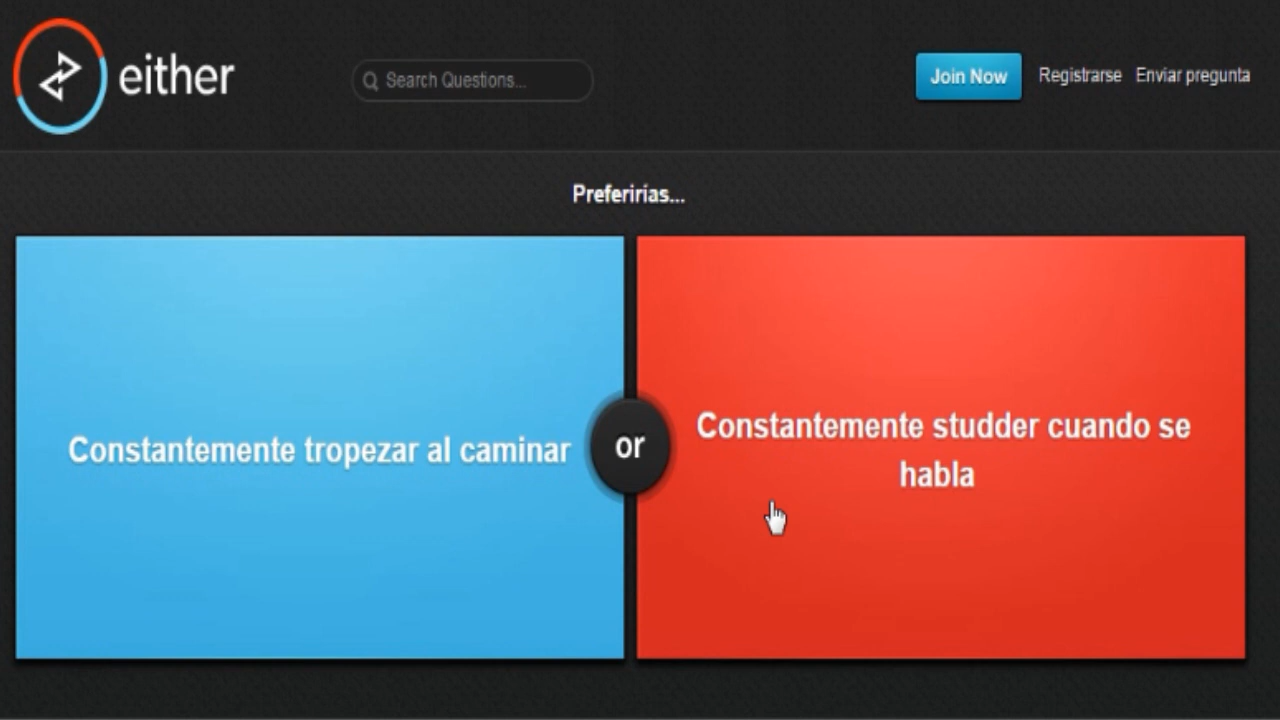 either
Search Questions...
Join Now Registrarse Enviar pregunta
Preferirías...
Constantemente tropezar al caminar
or
Constantemente studder cuando se
habla